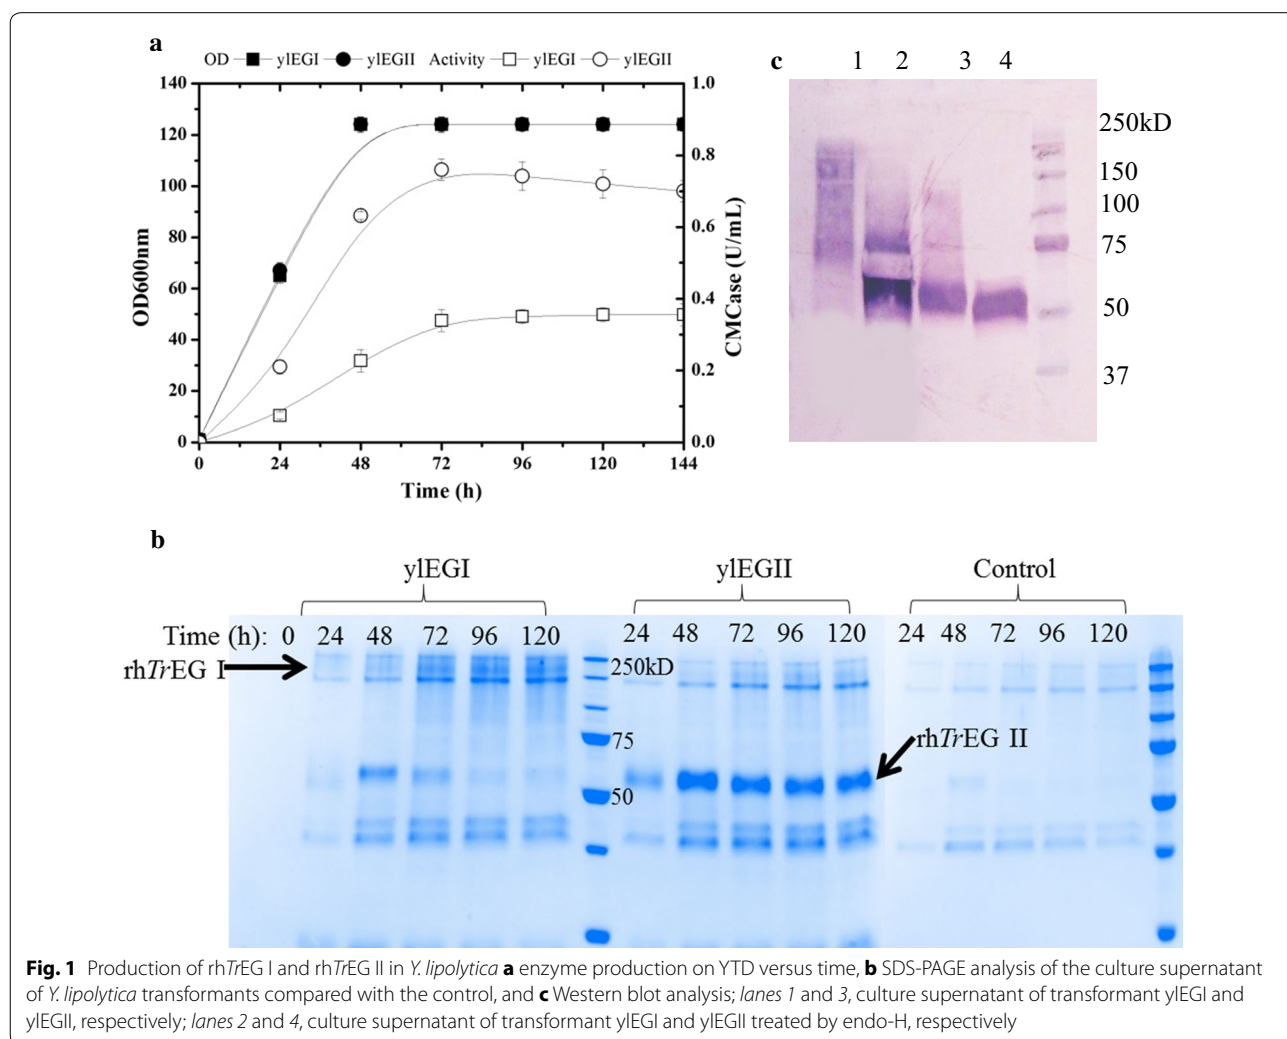 a
OD ylEGI ylEGII Activity ylEGI ylEGII
140
120
100
80
60
40
20
0
OD600nm
1.0
0.8
0.6
0.4
0.2
0.0
CMCase (U/mL)
0 24 48 72 96 120 144
Time (h)
c 1 2 3 4
250kD
150
100
75
50
37
b
ylEGI ylEGII Control
Time (h): 0 24 48 72 96 120 24 48 72 96 120 24 48 72 96 120
rhTrEG I
250kD
75
50
rhTrEG II
Fig. 1 Production of rhTrEG I and rhTrEG II in Y. lipolytica a enzyme production on YTD versus time, b SDS-PAGE analysis of the culture supernatant
of Y. lipolytica transformants compared with the control, and c Western blot analysis; lanes 1 and 3, culture supernatant of transformant ylEGI and
ylEGII, respectively; lanes 2 and 4, culture supernatant of transformant ylEGI and ylEGII treated by endo-H, respectively